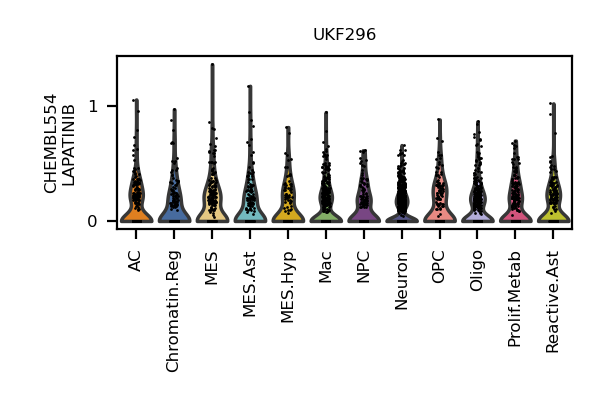 UKF296
CHEMBL554
LAPATINIB
1
0
AC
Chromatin.Reg
MES
MES.Ast
MES.Hyp
Mac
NPC
Neuron
OPC
Oligo
Prolif.Metab
Reactive.Ast